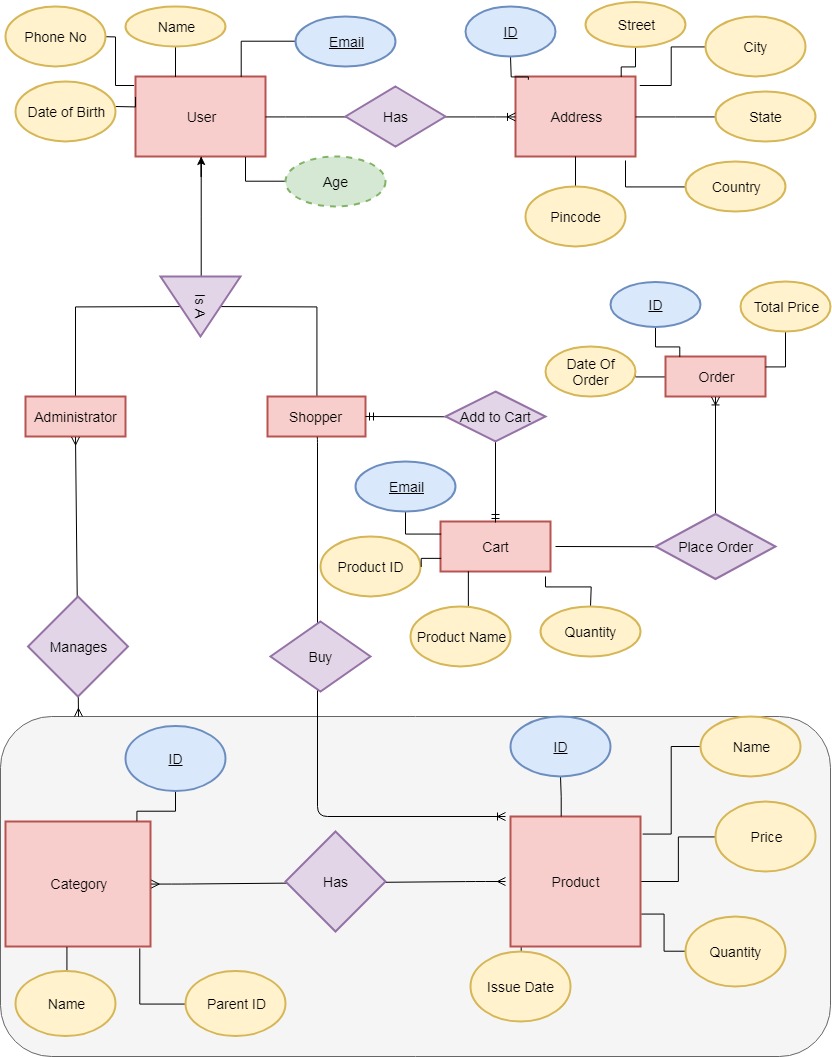 Phone No
Name
Email
ID
Street
City
Date of Birth
User
Has
Address
State
Age
Country
Pincode
Is A
ID
Total Price
Date Of
Order
Order
Administrator
Shopper
Add to Cart
Email
Cart
Place Order
Product ID
Product Name
Quantity
Manages
Buy
ID
ID
Name
Price
Category
Has
Product
Quantity
Issue Date
Name
Parent ID